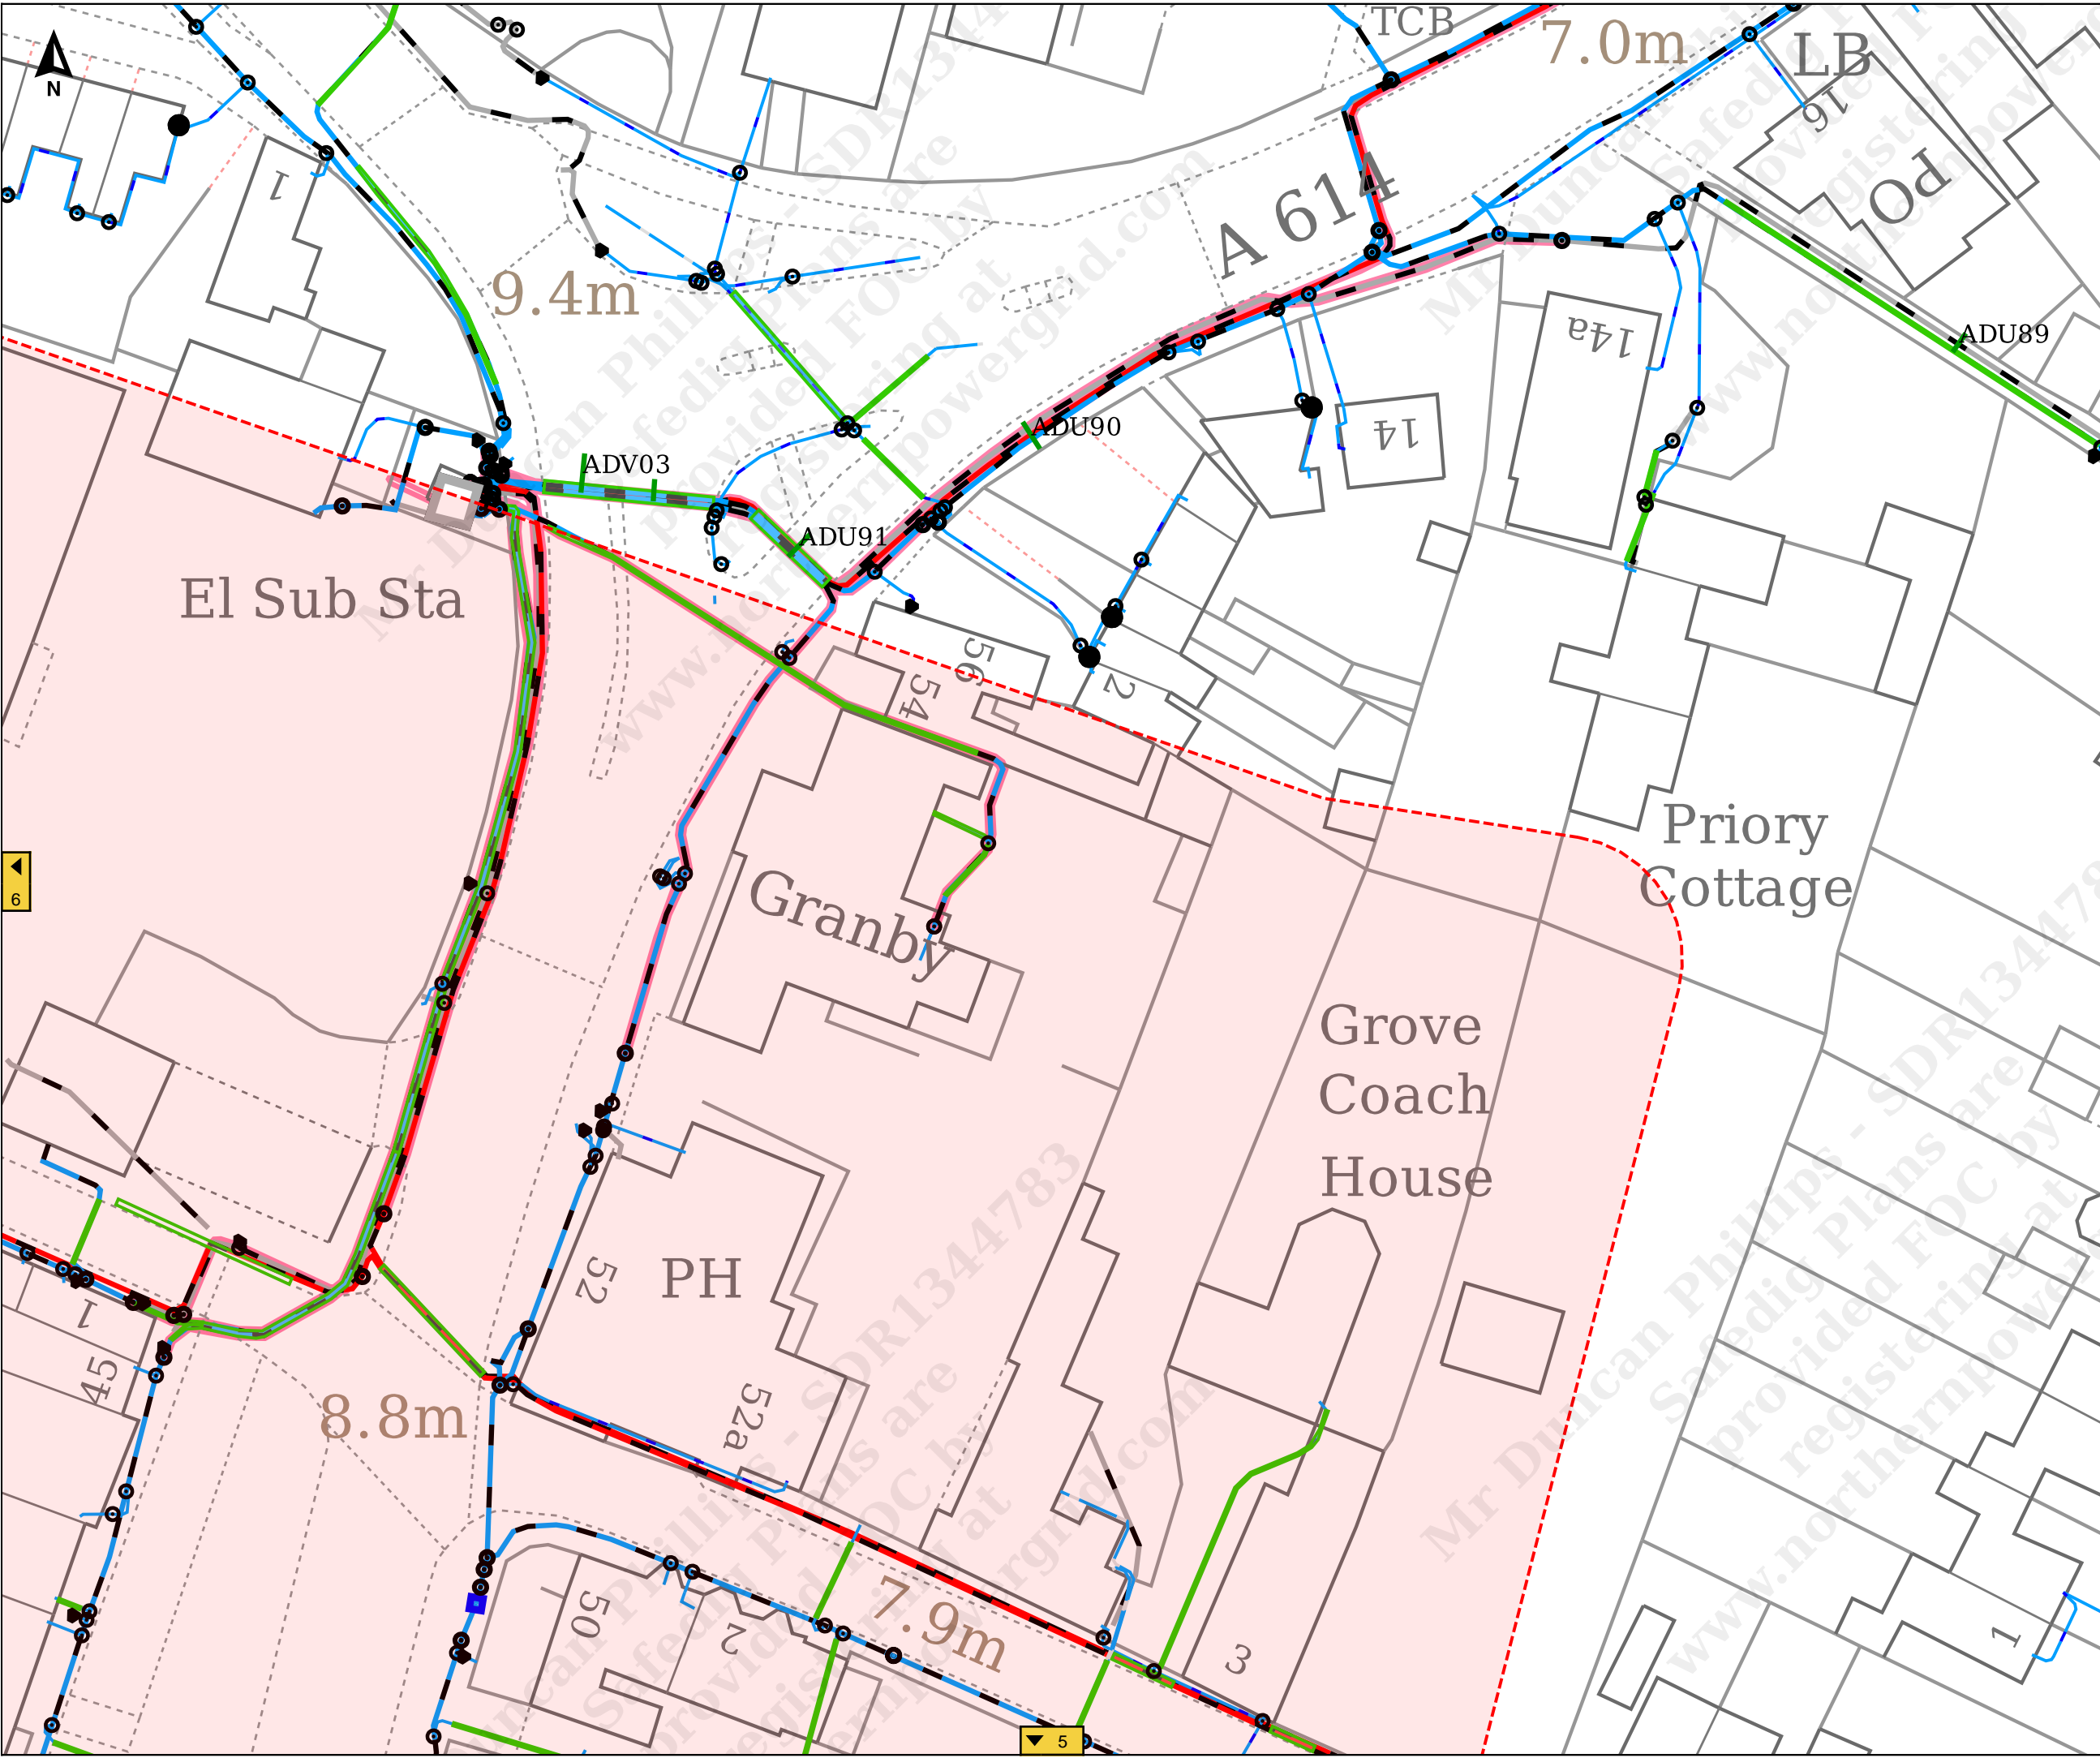 N
TCB
7.0m
LB
16
PO
1
A 614
9.4m
14a
ADU89
ADU90
14
ADV03
ADU91
El Sub Sta
56
54
2
Priory
Cottage
6
Granby
Grove
Coach
House
52
PH
1
45
52a
8.8m
7.9m
50
2
3
1
5
Mr Duncan Phillips - SDR1344783
Safedig Plans are
provided FOC by
registering at
www.northernpowergrid.com